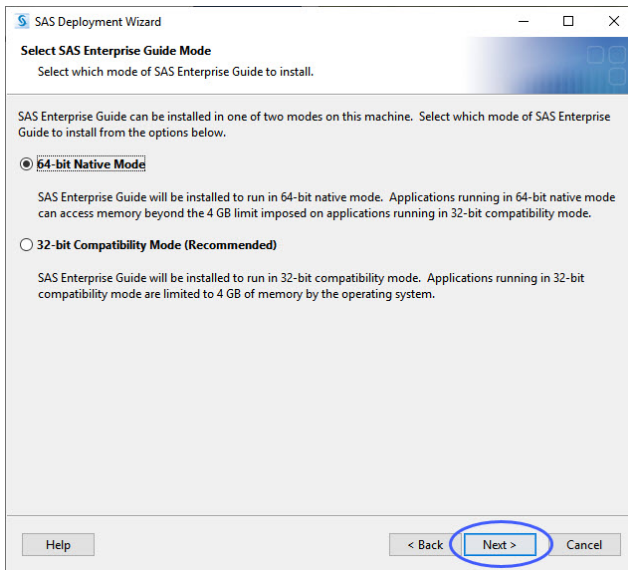 SAS Deployment Wizard
Select SAS Enterprise Guide Mode
Select which mode of SAS Enterprise Guide to install.
SAS Enterprise Guide can be installed in one of two modes on this machine.  Select which mode of SAS Enterprise
Guide to install from the options below.
64-bit Native Mode
SAS Enterprise Guide will be installed to run in 64-bit native mode.  Applications running in 64-bit native mode
can access memory beyond the 4 GB limit imposed on applications running in 32-bit compatibility mode.
32-bit Compatibility Mode (Recommended)
SAS Enterprise Guide will be installed to run in 32-bit compatibility mode.  Applications running in 32-bit
compatibility mode are limited to 4 GB of memory by the operating system.
Help < Back Next > Cancel